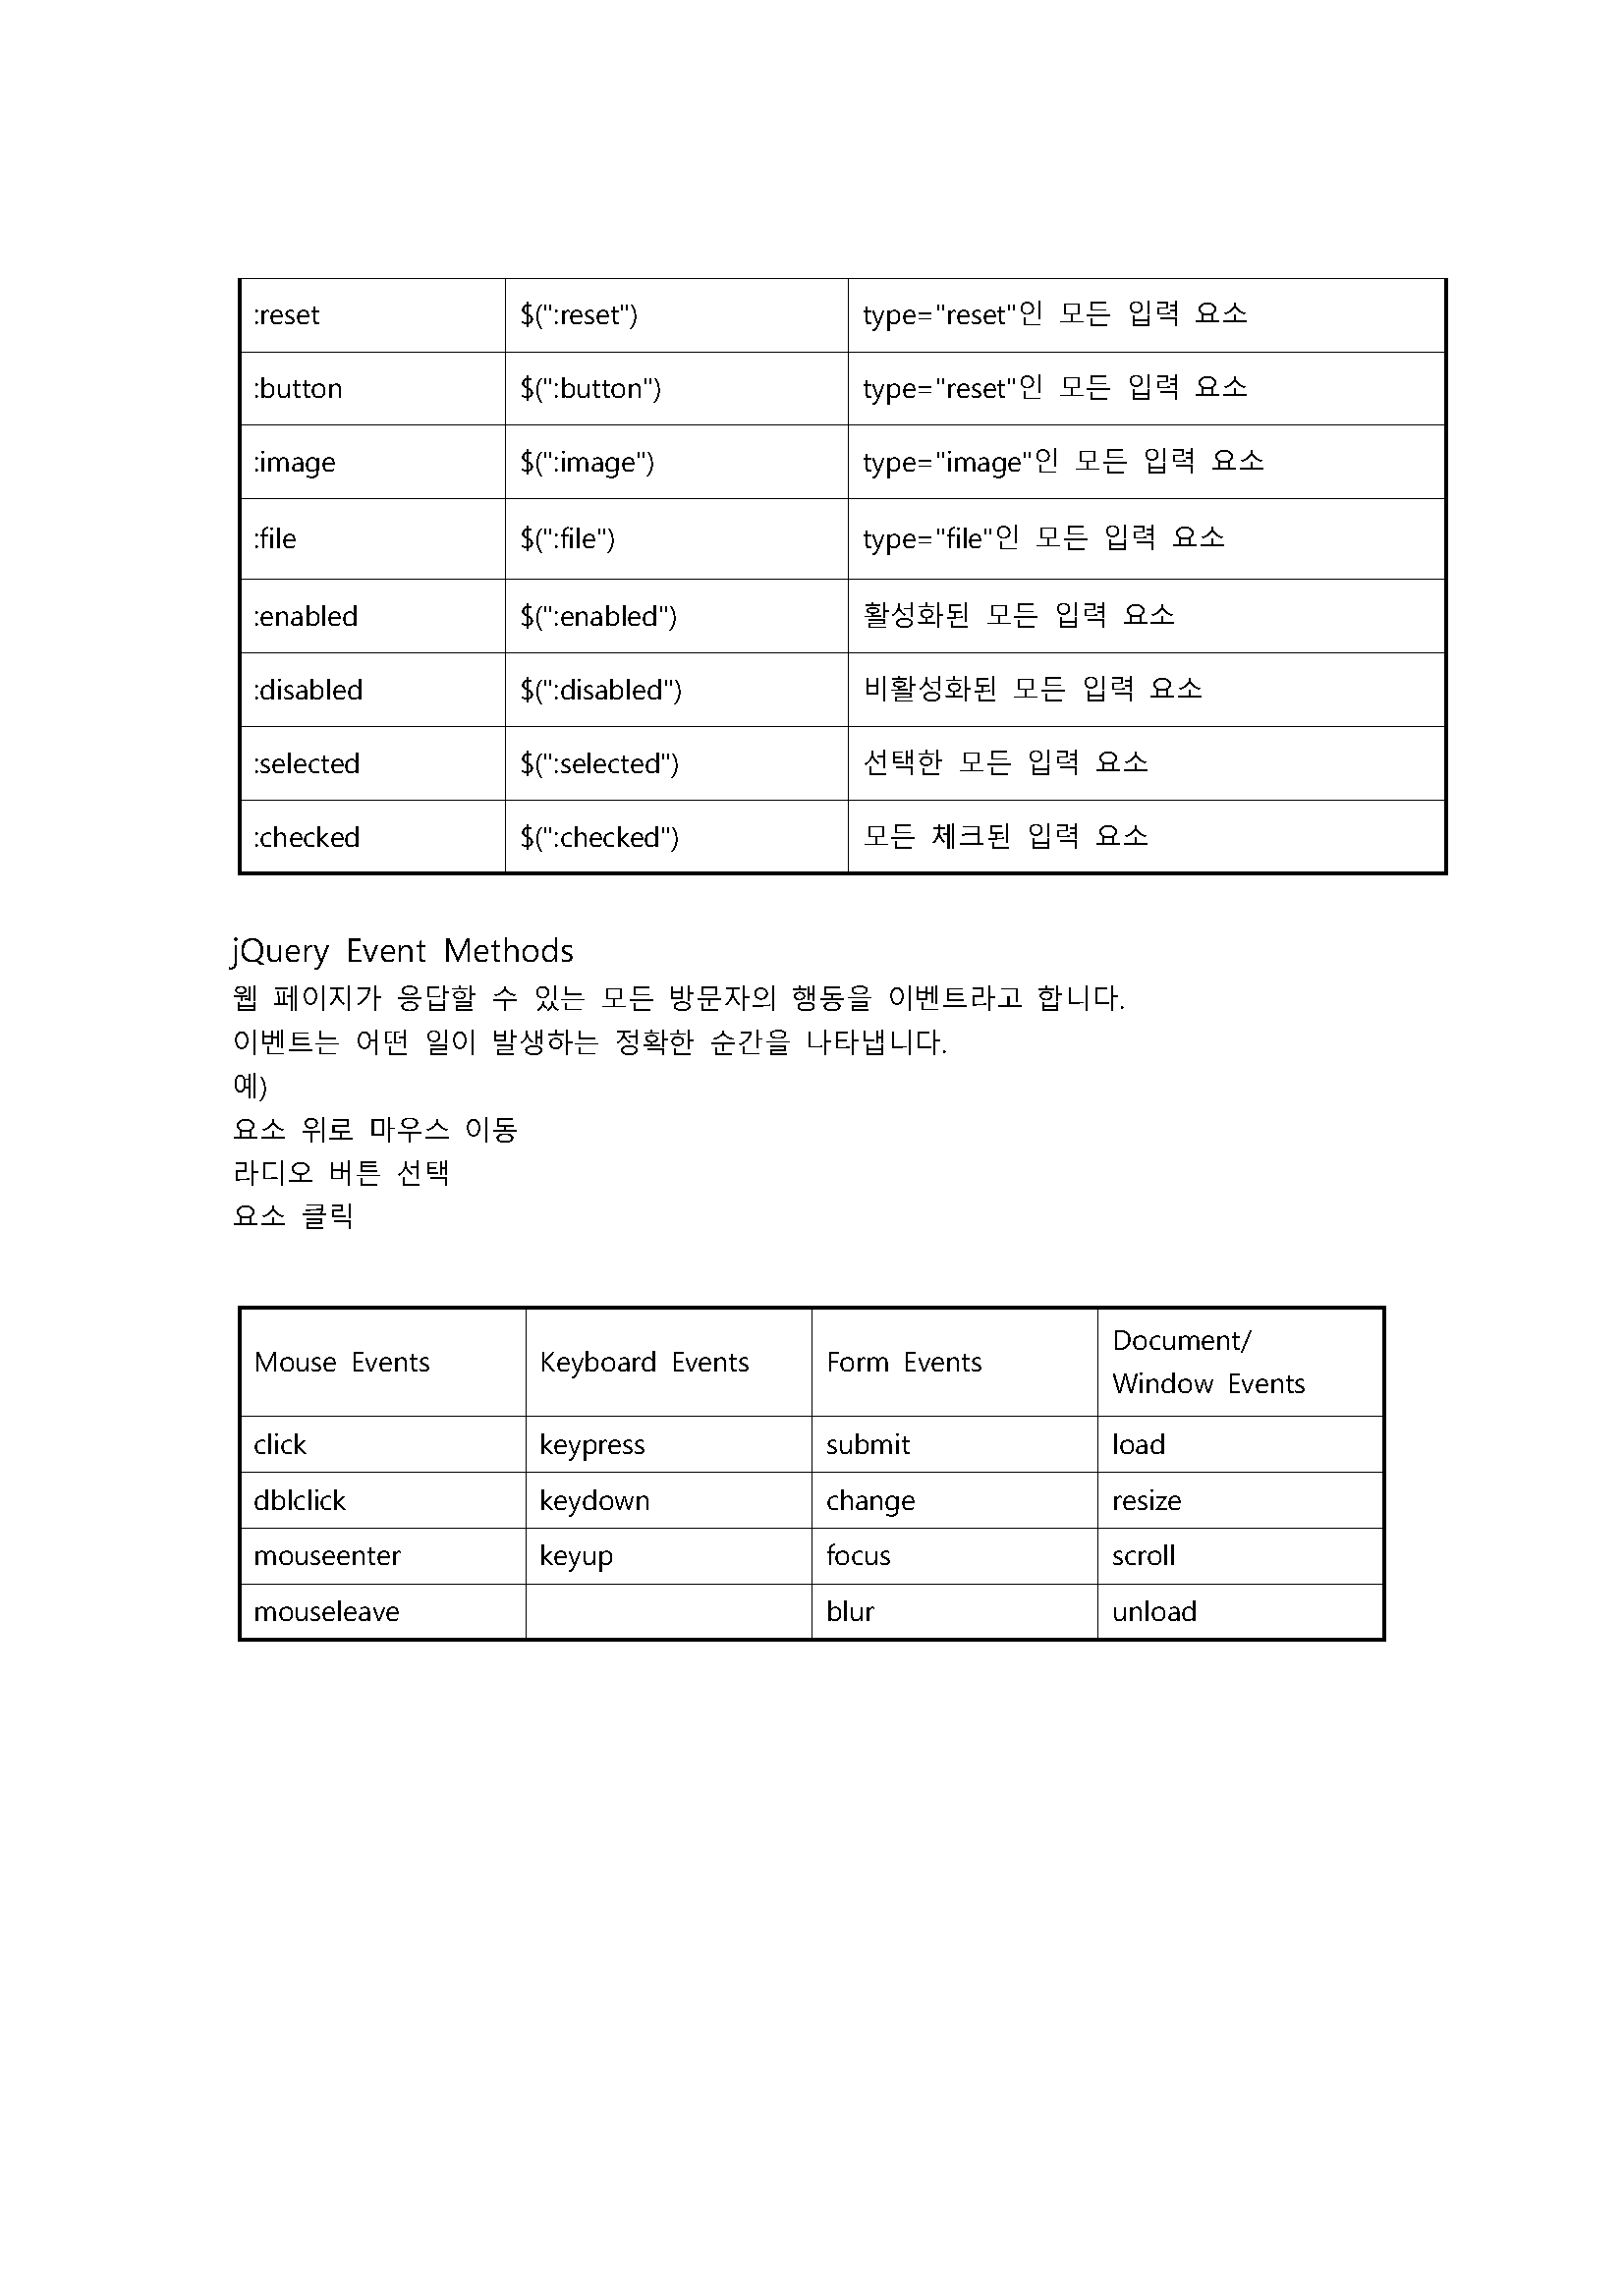 :reset $(":reset") type="reset"인 모든 입력 요소
:button $(":button") type="reset"인 모든 입력 요소
:image $(":image") type="image"인 모든 입력 요소
:file $(":file") type="file"인 모든 입력 요소
:enabled $(":enabled") 활성화된 모든 입력 요소
:disabled $(":disabled") 비활성화된 모든 입력 요소
:selected $(":selected") 선택한 모든 입력 요소
:checked $(":checked") 모든 체크된 입력 요소
jQuery Event Methods
웹 페이지가 응답할 수 있는 모든 방문자의 행동을 이벤트라고 합니다.
이벤트는 어떤 일이 발생하는 정확한 순간을 나타냅니다.
예)
요소 위로 마우스 이동
라디오 버튼 선택
요소 클릭
Mouse Events Keyboard Events Form Events Document/
Window Events
click keypress submit load
dblclick keydown change resize
mouseenter keyup focus scroll
mouseleave blur unload